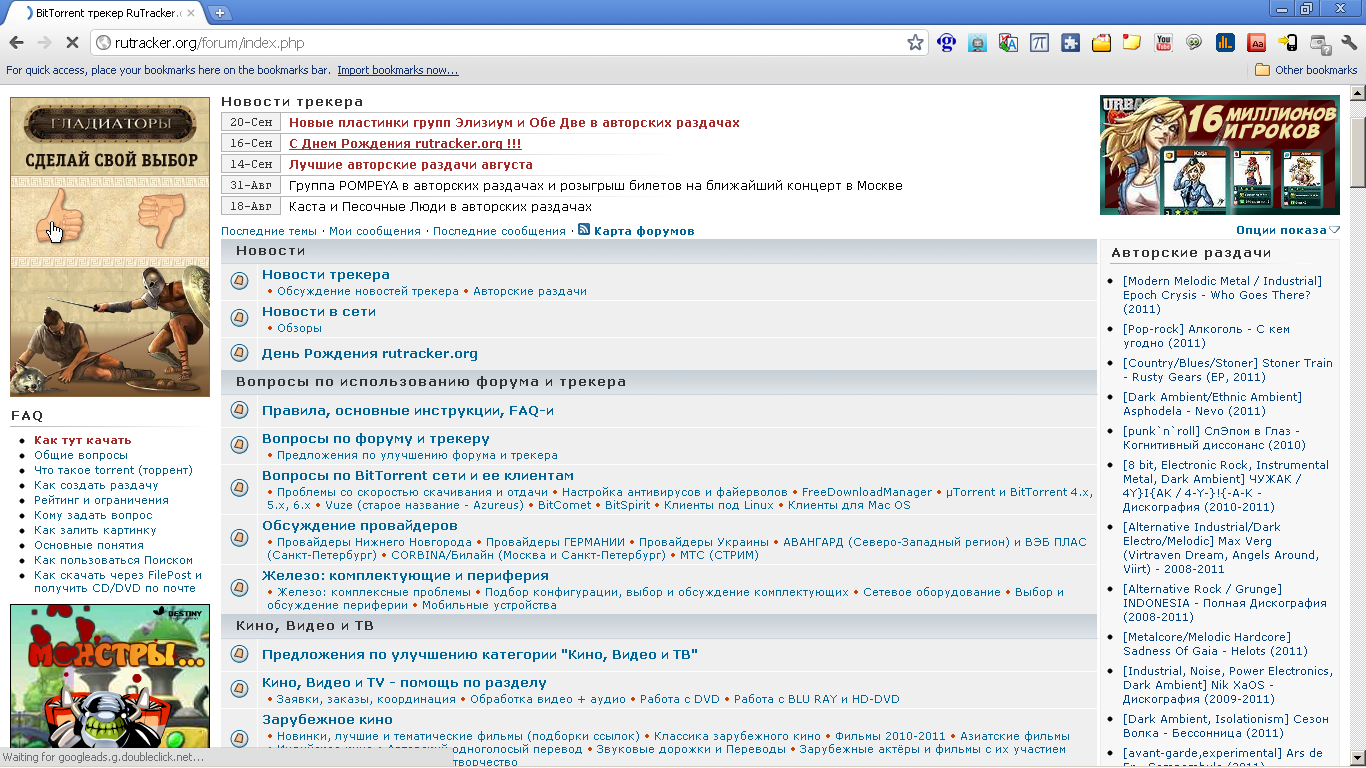 BitTorrent трекер RuTracker.
rutracker.org/forum/index.php
For quick access, place your bookmarks here on the bookmarks bar. Import bookmarks now...
Other bookmarks
ГЛАДИАТОРЫ
СДЕЛАЙ СВОЙ ВЫБОР
FAQ
Как тут качать
Общие вопросы
Что такое torrent (торрент)
Как создать раздачу
Рейтинг и ограничения
Кому задать вопрос
Как залить картинку
Основные понятия
Как пользоваться Поиском
Как скачать через FilePost и
получить CD/DVD по почте
DESTINY
МОНСТРЫ...
Waiting for googleads.g.doubleclick.net...
Новости трекера
20-Сен Новые пластинки групп Элизиум и Обе Две в авторских раздачах
16-Сен С Днем Рождения rutracker.org !!!
14-Сен Лучшие авторские раздачи августа
31-Авг Группа POMPEYA в авторских раздачах и розыгрыш билетов на ближайший концерт в Москве
18-Авг Каста и Песочные Люди в авторских раздачах
Последние темы · Мои сообщения · Последние сообщения · Карта форумов
Опции показа
Новости
Новости трекера
• Обсуждение новостей трекера • Авторские раздачи
Новости в сети
• Обзоры
День Рождения rutracker.org
Вопросы по использованию форума и трекера
Правила, основные инструкции, FAQ-и
Вопросы по форуму и трекеру
• Предложения по улучшению форума и трекера
Вопросы по BitTorrent сети и ее клиентам
• Проблемы со скоростью скачивания и отдачи • Настройка антивирусов и файерволов • FreeDownloadManager • µTorrent и BitTorrent 4.x,
5.x, 6.x • Vuze (старое название - Azureus) • BitComet • BitSpirit • Клиенты под Linux • Клиенты для Mac OS
Обсуждение провайдеров
• Провайдеры Нижнего Новгорода • Провайдеры ГЕРМАНИИ • Провайдеры Украины • АВАНГАРД (Северо-Западный регион) и ВЭБ ПЛАС
(Санкт-Петербург) • CORBINA/Билайн (Москва и Санкт-Петербург) • МТС (СТРИМ)
Железо: комплектующие и периферия
• Железо: комплексные проблемы • Подбор конфигурации, выбор и обсуждение комплектующих • Сетевое оборудование • Выбор и
обсуждение периферии • Мобильные устройства
Кино, Видео и ТВ
Предложения по улучшению категории "Кино, Видео и ТВ"
Кино, Видео и TV - помощь по разделу
• Заявки, заказы, координация • Обработка видео + аудио • Работа с DVD • Работа с BLU RAY и HD-DVD
Зарубежное кино
• Новинки, лучшие и тематические фильмы (подборки ссылок) • Классика зарубежного кино • Фильмы 2010-2011 • Азиатские фильмы
одноголосый перевод • Звуковые дорожки и Переводы • Зарубежные актёры и фильмы с их участием
творчество
URBAN
16 МИЛЛИОНОВ
ИГРОКОВ
Katja
Авторские раздачи
[Modern Melodic Metal / Industrial]
Epoch Crysis - Who Goes There?
(2011)
[Pop-rock] Алкоголь - С кем
угодно (2011)
[Country/Blues/Stoner] Stoner Train
- Rusty Gears (EP, 2011)
[Dark Ambient/Ethnic Ambient]
Asphodela - Nevo (2011)
[punk`n`roll] СлЭпом в Глаз -
Когнитивный диссонанс (2010)
[8 bit, Electronic Rock, Instrumental
Metal, Dark Ambient] ЧУЖАК /
4Y}I{AK / 4-Y-}!{-A-K -
Дискография (2010-2011)
[Alternative Industrial/Dark
Electro/Melodic] Max Verg
(Virtraven Dream, Angels Around,
Viirt) - 2008-2011
[Alternative Rock / Grunge]
INDONESIA - Полная Дискография
(2008-2011)
[Metalcore/Melodic Hardcore]
Sadness Of Gaia - Helots (2011)
[Industrial, Noise, Power Electronics,
Dark Ambient] Nik XaOS -
Дискография (2009-2011)
[Dark Ambient, Isolationism] Сезон
Волка - Бессонница (2011)
[avant-garde,experimental] Ars de